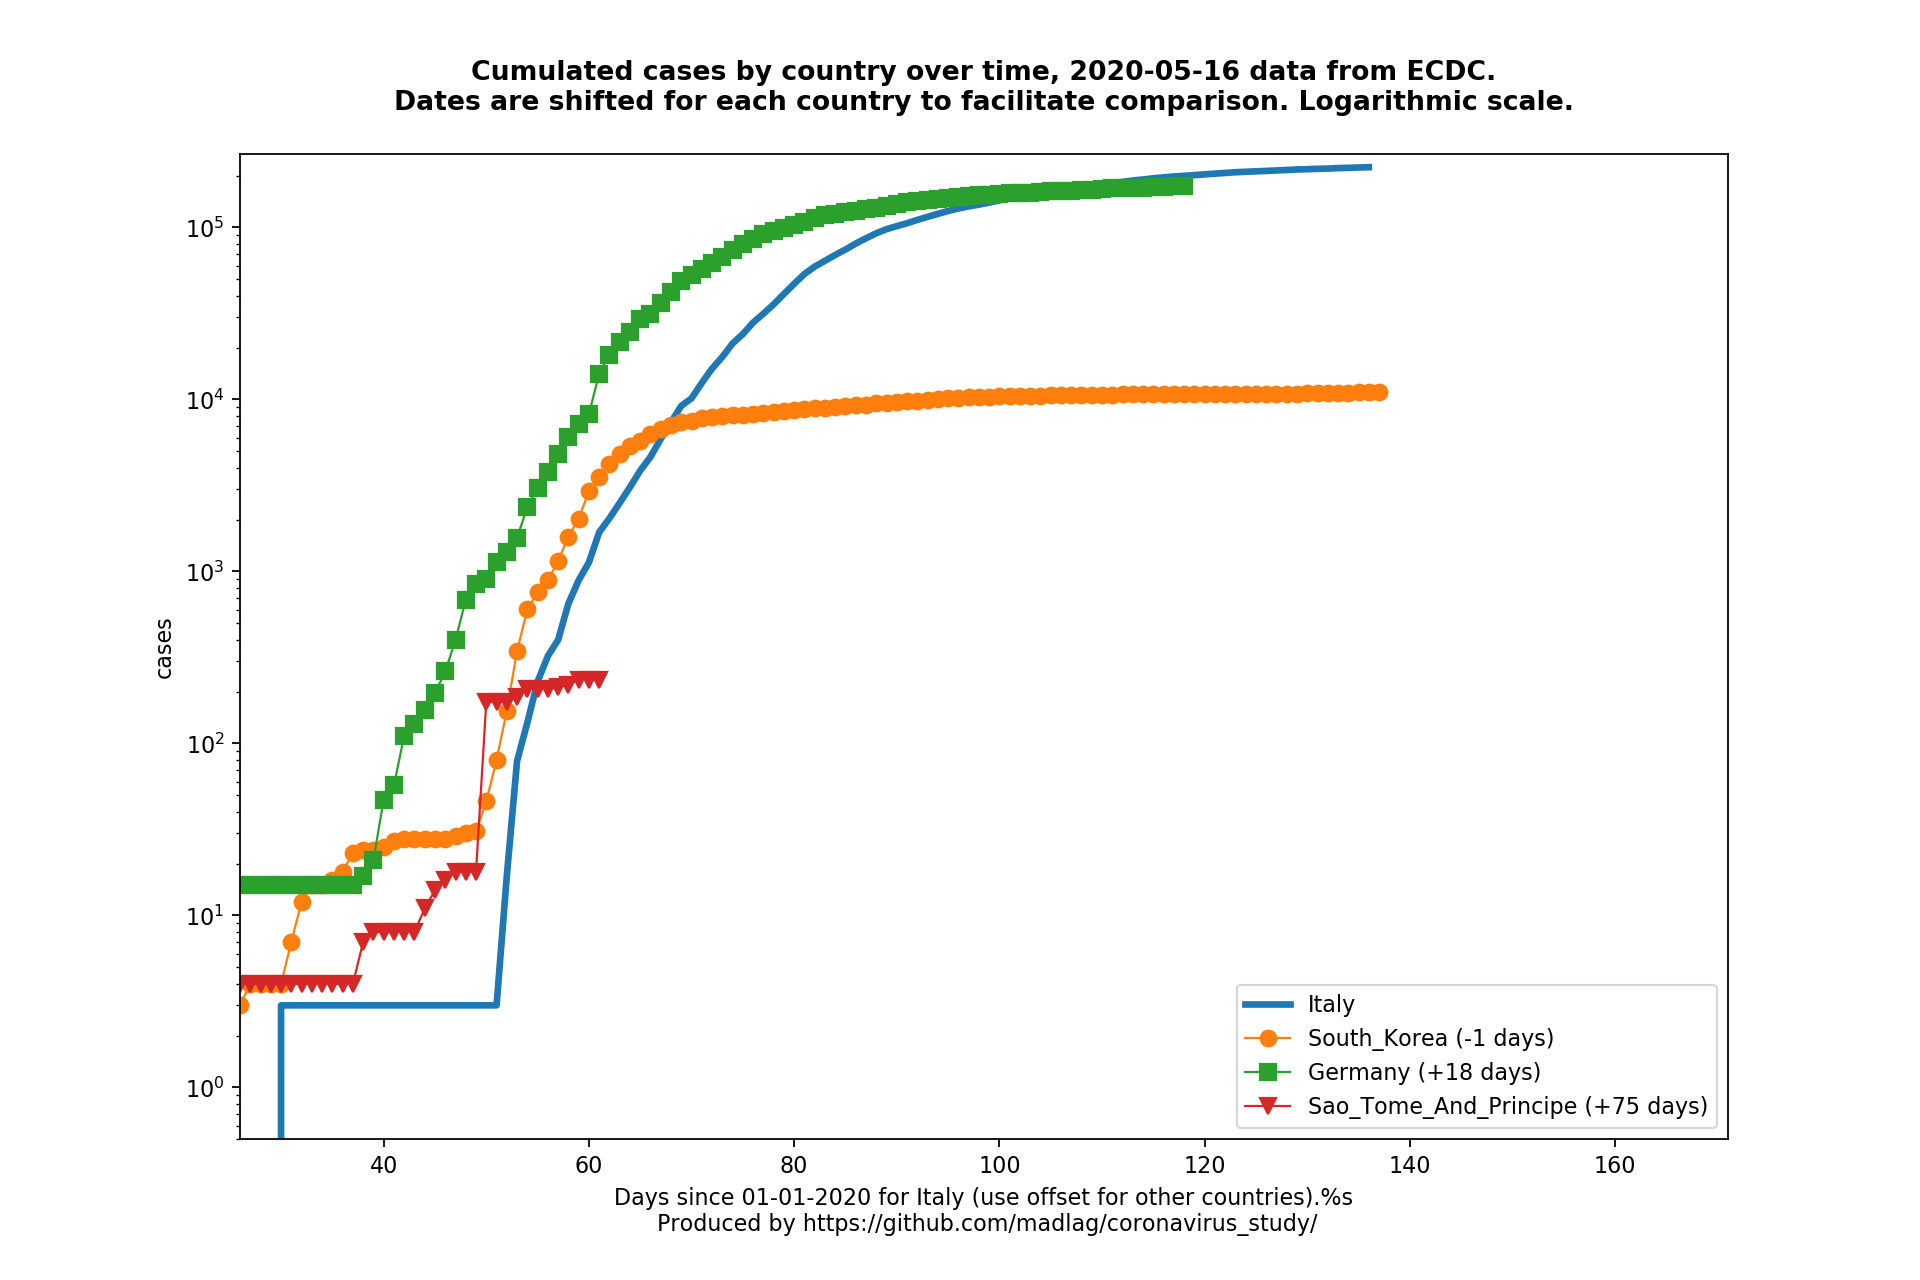 Cumulated cases by country over time, 2020-05-16 data from ECDC.
Dates are shifted for each country to facilitate comparison. Logarithmic scale.
cases
10^5
10^4
10^3
10^2
10^1
10^0
40 60 80 100 120 140 160
Italy
South_Korea (-1 days)
Germany (+18 days)
Sao_Tome_And_Principe (+75 days)
Days since 01-01-2020 for Italy (use offset for other countries).%s
Produced by https://github.com/madlag/coronavirus_study/